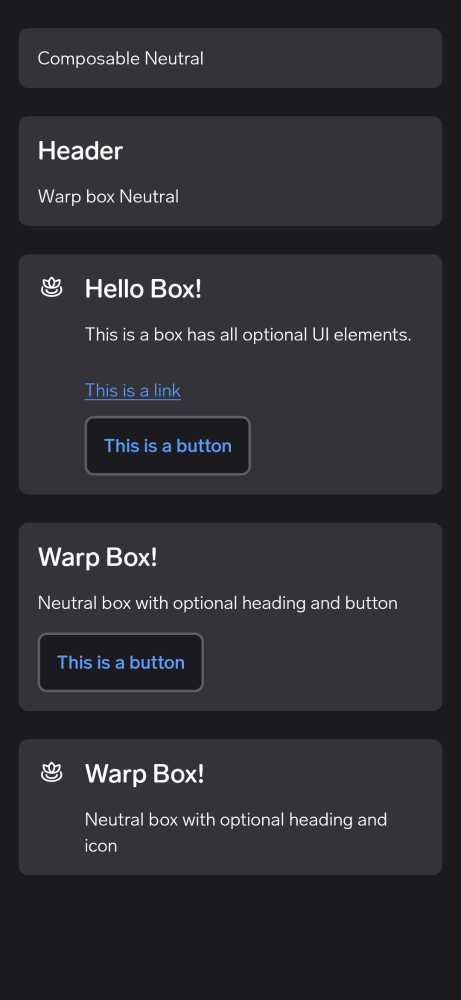 Composable Neutral
Header
Warp box Neutral
Hello Box!
This is a box has all optional UI elements.
This is a link
This is a button
Warp Box!
Neutral box with optional heading and button
This is a button
Warp Box!
Neutral box with optional heading and
icon